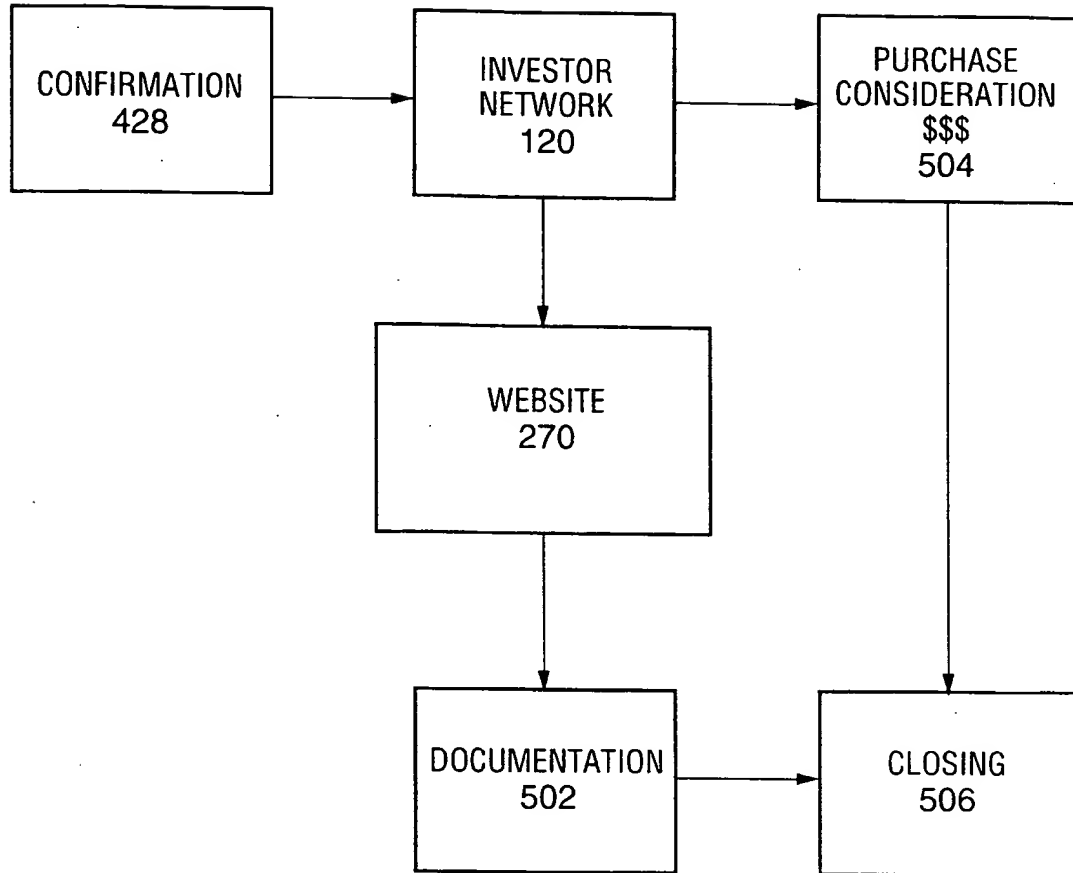 CONFIRMATION
428
INVESTOR
NETWORK
120
PURCHASE
CONSIDERATION
$$$
504
WEBSITE
270
DOCUMENTATION
502
CLOSING
506